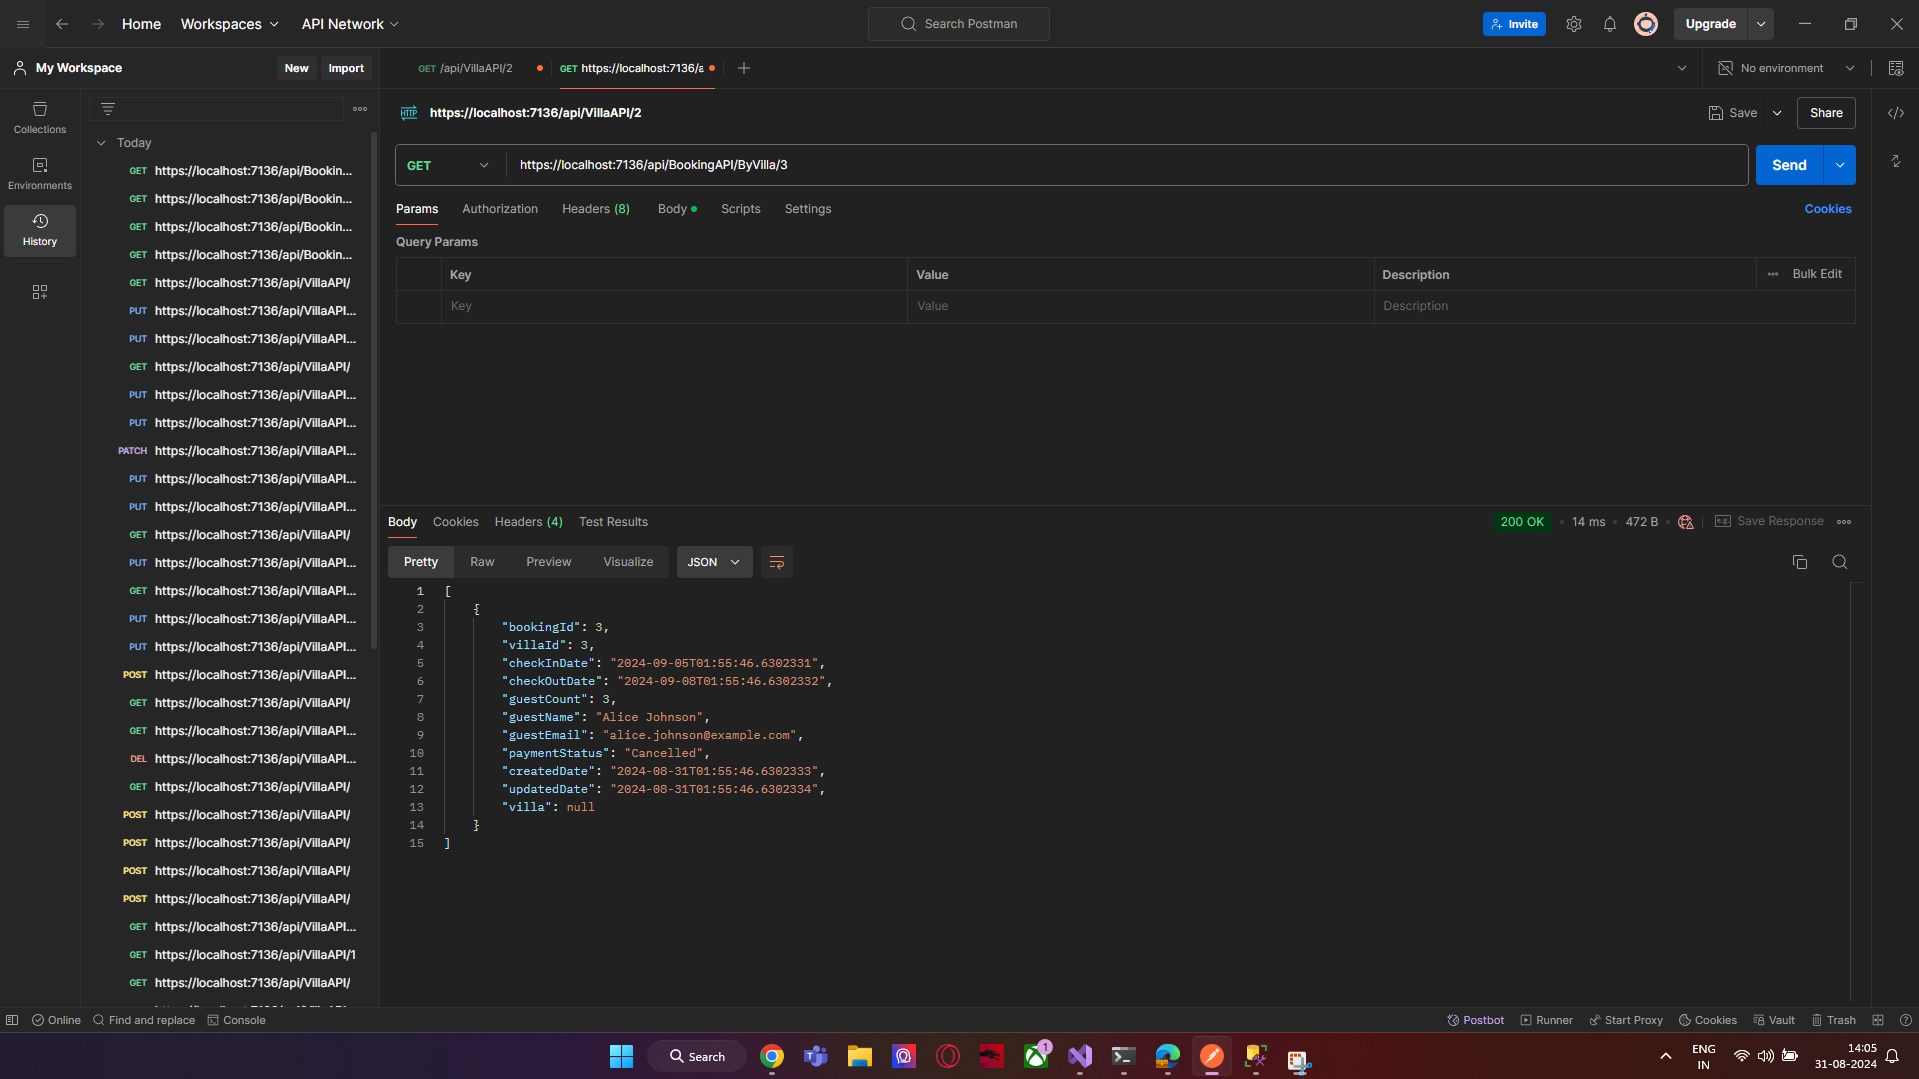 Home
Workspaces
API Network
Search Postman
Invite
Upgrade
My Workspace
New
Import
GET /api/VillaAPI/2
GET https://localhost:7136/a
No environment
Collections
Environments
History
Today
GET https://localhost:7136/api/Bookin...
GET https://localhost:7136/api/Bookin...
GET https://localhost:7136/api/Bookin...
GET https://localhost:7136/api/Bookin...
GET https://localhost:7136/api/VillaAPI/
PUT https://localhost:7136/api/VillaAPI...
PUT https://localhost:7136/api/VillaAPI...
GET https://localhost:7136/api/VillaAPI/
PUT https://localhost:7136/api/VillaAPI...
PUT https://localhost:7136/api/VillaAPI...
PATCH https://localhost:7136/api/VillaAPI...
PUT https://localhost:7136/api/VillaAPI...
PUT https://localhost:7136/api/VillaAPI...
GET https://localhost:7136/api/VillaAPI/
PUT https://localhost:7136/api/VillaAPI...
GET https://localhost:7136/api/VillaAPI...
PUT https://localhost:7136/api/VillaAPI...
PUT https://localhost:7136/api/VillaAPI...
POST https://localhost:7136/api/VillaAPI...
GET https://localhost:7136/api/VillaAPI/
GET https://localhost:7136/api/VillaAPI...
DEL https://localhost:7136/api/VillaAPI...
GET https://localhost:7136/api/VillaAPI/
POST https://localhost:7136/api/VillaAPI/
POST https://localhost:7136/api/VillaAPI/
POST https://localhost:7136/api/VillaAPI/
POST https://localhost:7136/api/VillaAPI/
GET https://localhost:7136/api/VillaAPI...
GET https://localhost:7136/api/VillaAPI/1
GET https://localhost:7136/api/VillaAPI/
HTTP https://localhost:7136/api/VillaAPI/2
Save
Share
GET https://localhost:7136/api/BookingAPI/ByVilla/3
Send
Params Authorization Headers (8) Body Scripts Settings
Cookies
Query Params
Key Value Description Bulk Edit
Key Value Description
Body Cookies Headers (4) Test Results
200 OK 14 ms 472 B Save Response
Pretty Raw Preview Visualize JSON
1 [
2 {
3 "bookingId": 3,
4 "villaId": 3,
5 "checkInDate": "2024-09-05T01:55:46.6302331",
6 "checkOutDate": "2024-09-08T01:55:46.6302332",
7 "guestCount": 3,
8 "guestName": "Alice Johnson",
9 "guestEmail": "alice.johnson@example.com",
10 "paymentStatus": "Cancelled",
11 "createdDate": "2024-08-31T01:55:46.6302333",
12 "updatedDate": "2024-08-31T01:55:46.6302334",
13 "villa": null
14 }
15 ]
Online Find and replace Console
Postbot Runner Start Proxy Cookies Vault Trash
Search
1
ENG
IN
14:05
31-08-2024